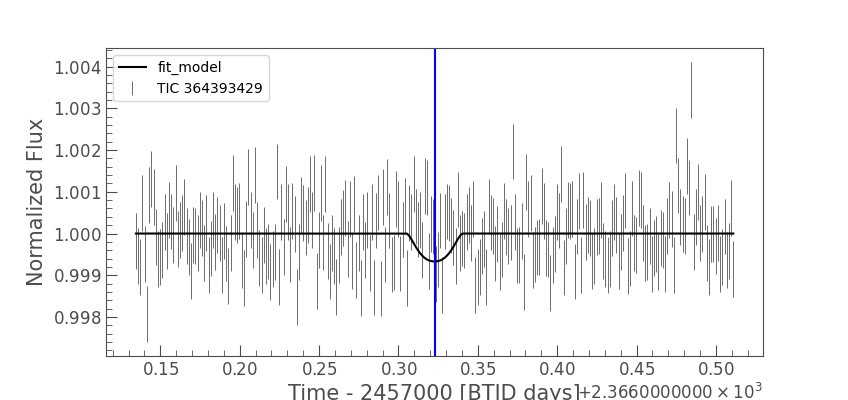 fit_model
TIC 364393429
1.004
1.003
1.002
1.001
1.000
0.999
0.998
Normalized Flux
0.15 0.20 0.25 0.30 0.35 0.40 0.45 0.50
Time - 2457000 [BTJD days]
+2.3660000000 × 10³